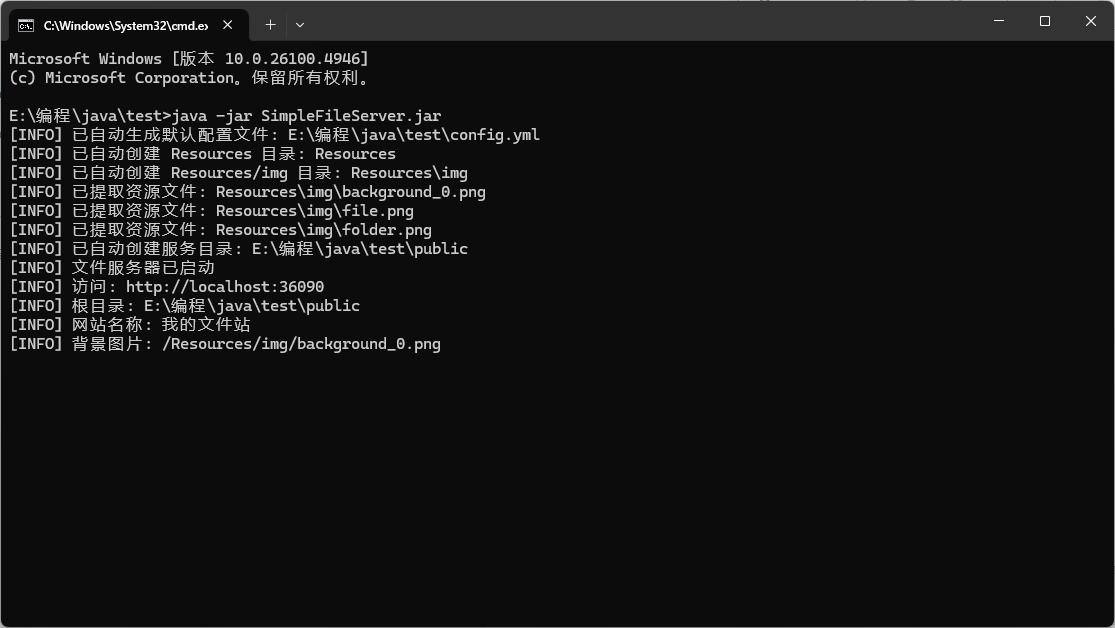 C:\Windows\System32\cmd.ex
Microsoft Windows [版本 10.0.26100.4946]
(c) Microsoft Corporation。保留所有权利。
E:\编程\java\test>java -jar SimpleFileServer.jar
[INFO] 已自动生成默认配置文件: E:\编程\java\test\config.yml
[INFO] 已自动创建 Resources 目录: Resources
[INFO] 已自动创建 Resources/img 目录: Resources\img
[INFO] 已提取资源文件: Resources\img\background_0.png
[INFO] 已提取资源文件: Resources\img\file.png
[INFO] 已提取资源文件: Resources\img\folder.png
[INFO] 已自动创建服务目录: E:\编程\java\test\public
[INFO] 文件服务器已启动
[INFO] 访问: http://localhost:36090
[INFO] 根目录: E:\编程\java\test\public
[INFO] 网站名称: 我的文件站
[INFO] 背景图片: /Resources/img/background_0.png